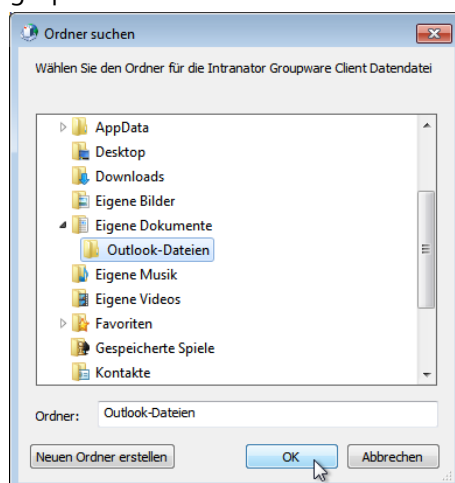 Ordner suchen
Wählen Sie den Ordner für die Intranator Groupware Client Datendatei
AppData
Desktop
Downloads
Eigene Bilder
Eigene Dokumente
Outlook-Dateien
Eigene Musik
Eigene Videos
Favoriten
Gespeicherte Spiele
Kontakte
Ordner: Outlook-Dateien
Neuen Ordner erstellen OK Abbrechen